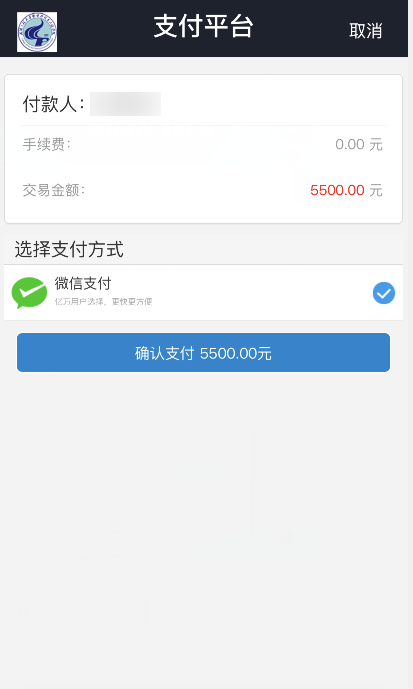 支付平台
取消
付款人：
手续费：
0.00 元
交易金额：
5500.00 元
选择支付方式
微信支付
亿万用户选择，更快更方便
确认支付 5500.00元